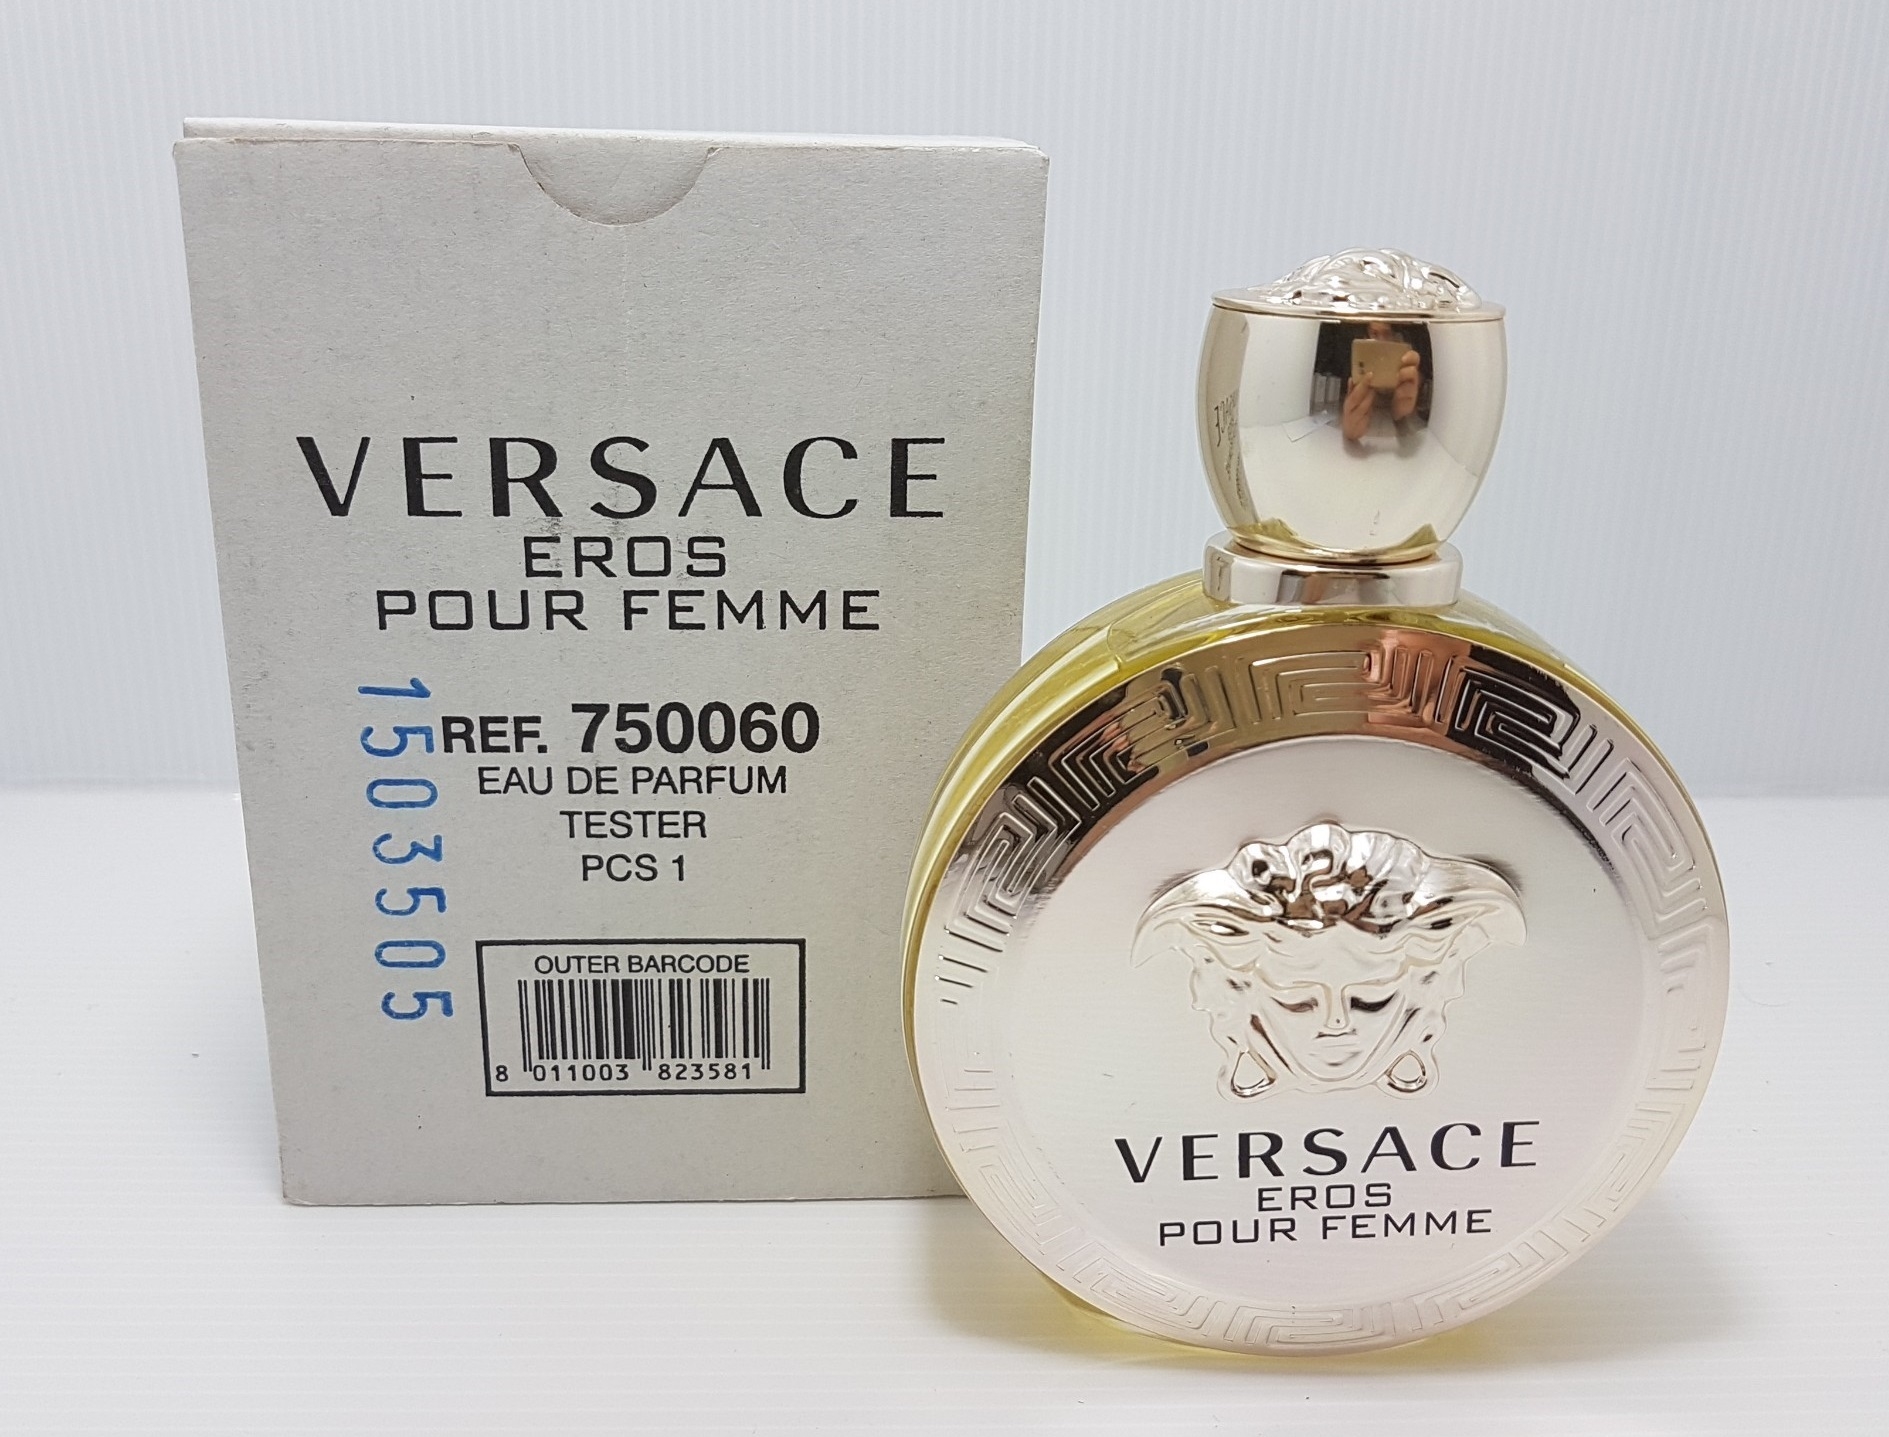 VERSACE
EROS
POUR FEMME
1503505
REF. 750060
EAU DE PARFUM
TESTER
PCS 1
OUTER BARCODE
8 011003 823581
VERSACE
EROS
POUR FEMME